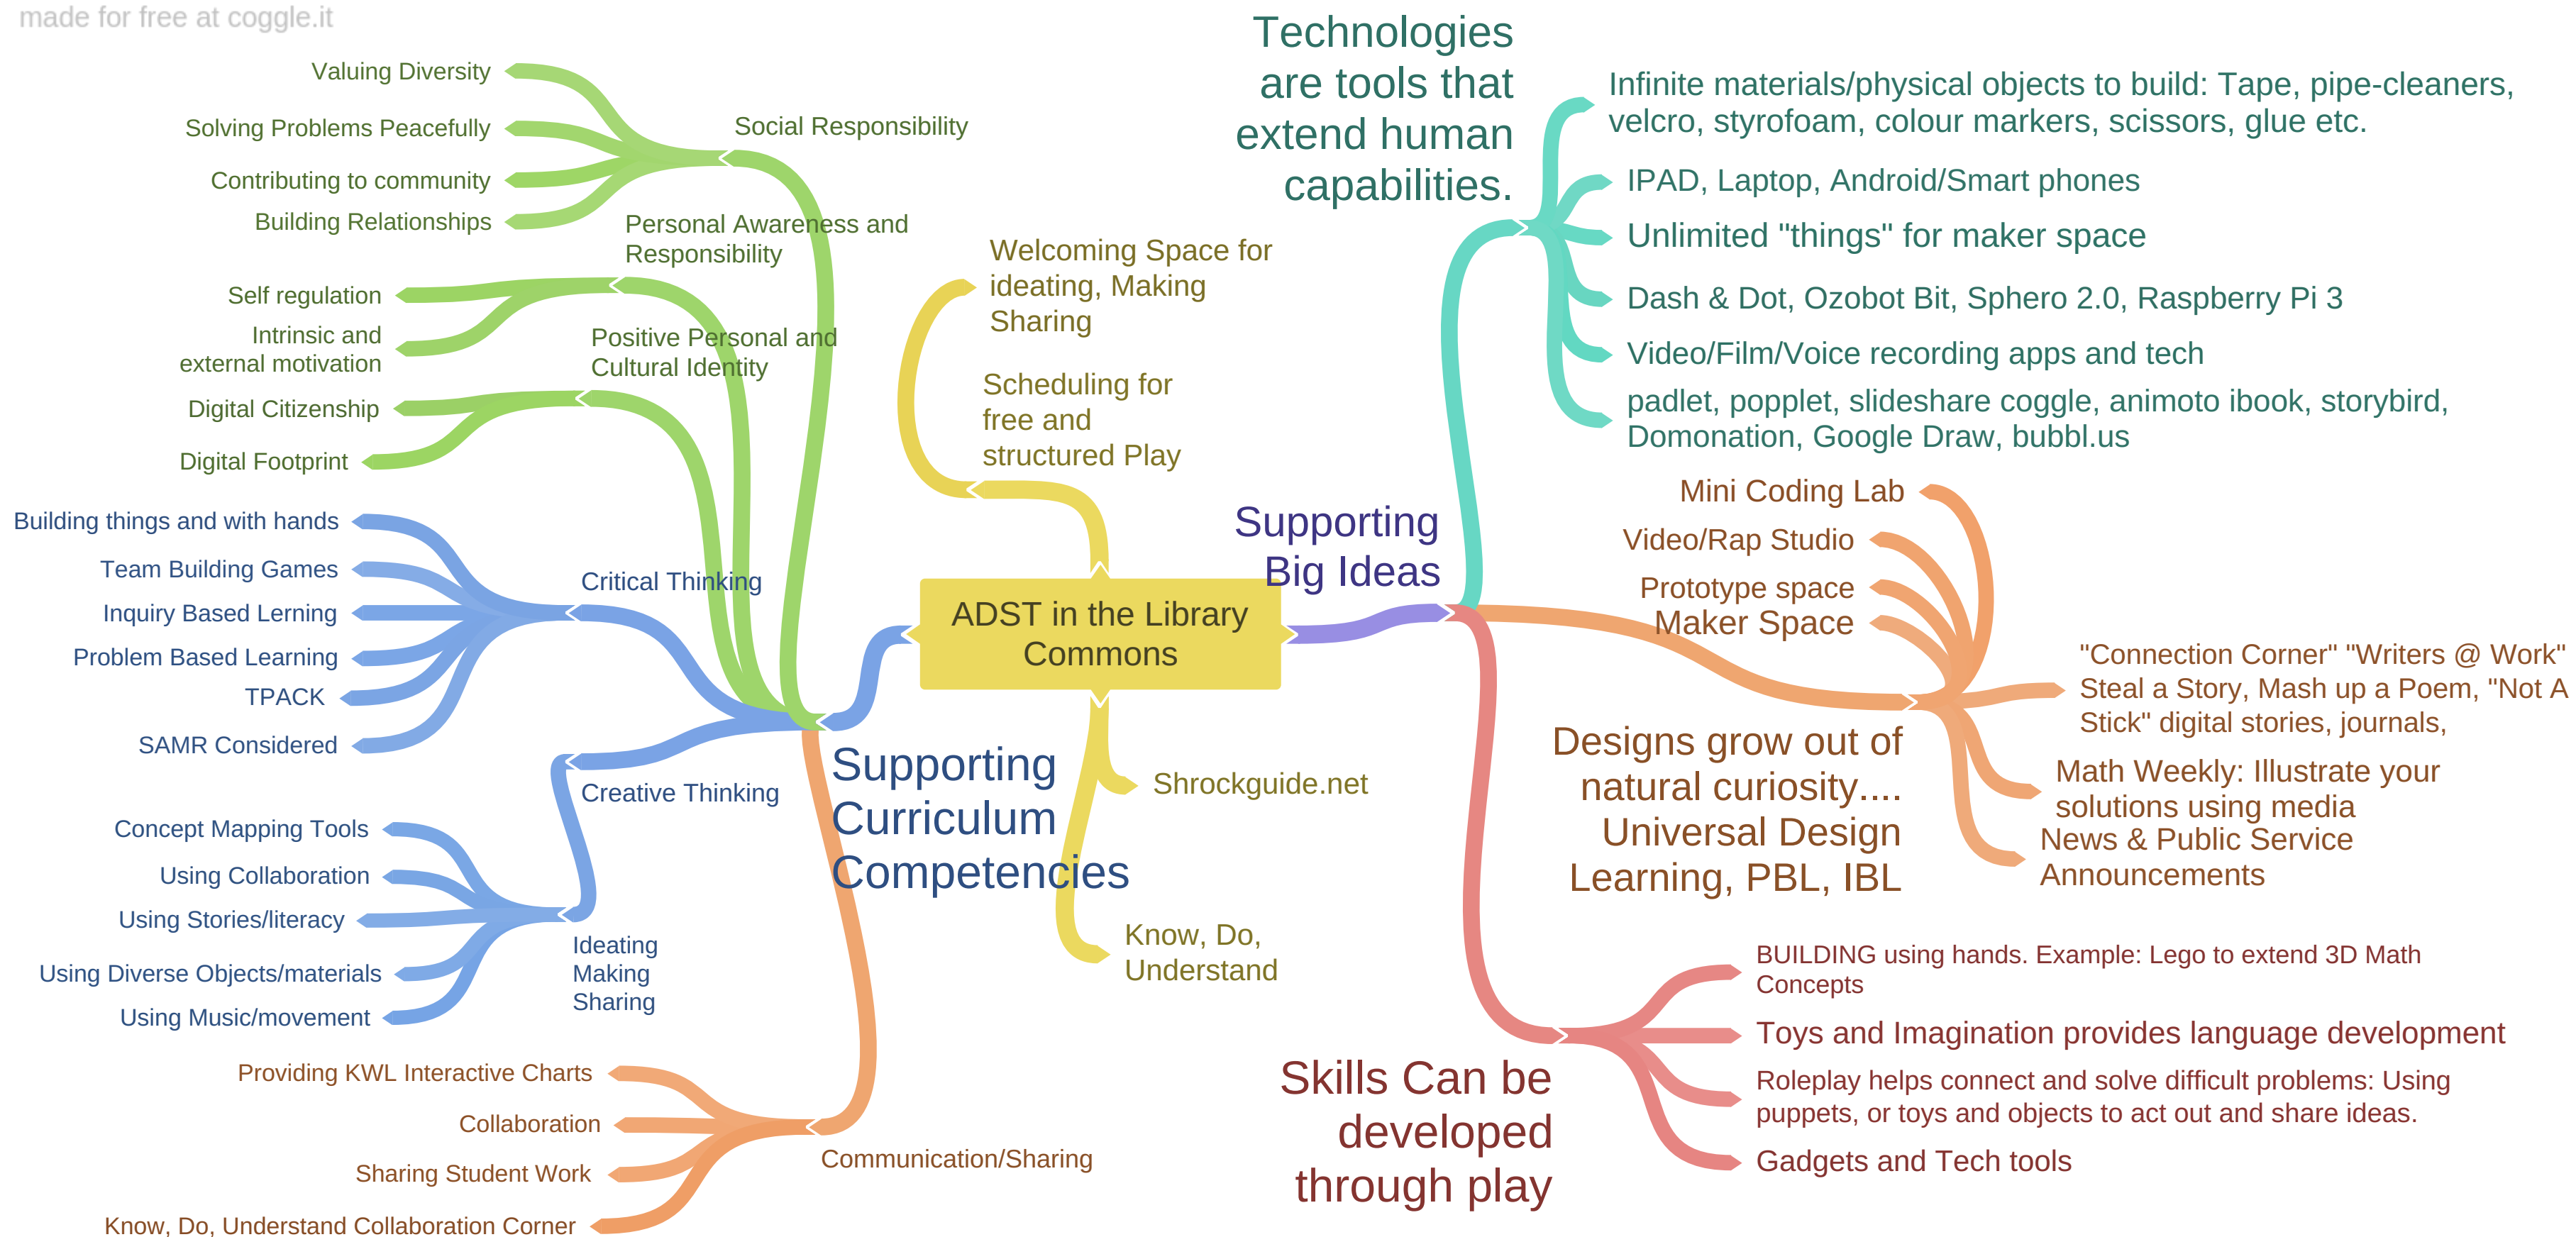 made for free at coggle.it
Valuing Diversity
Solving Problems Peacefully
Contributing to community
Building Relationships
Social Responsibility
Personal Awareness and
Responsibility
Self regulation
Intrinsic and
external motivation
Positive Personal and
Cultural Identity
Digital Citizenship
Digital Footprint
Building things and with hands
Team Building Games
Inquiry Based Lerning
Problem Based Learning
TPACK
SAMR Considered
Critical Thinking
Creative Thinking
Concept Mapping Tools
Using Collaboration
Using Stories/literacy
Using Diverse Objects/materials
Using Music/movement
Ideating
Making
Sharing
Providing KWL Interactive Charts
Collaboration
Sharing Student Work
Know, Do, Understand Collaboration Corner
Communication/Sharing
Supporting
Curriculum
Competencies
Welcoming Space for
ideating, Making
Sharing
Scheduling for
free and
structured Play
ADST in the Library
Commons
Shrockguide.net
Know, Do,
Understand
Supporting
Big Ideas
Technologies
are tools that
extend human
capabilities.
Infinite materials/physical objects to build: Tape, pipe-cleaners,
velcro, styrofoam, colour markers, scissors, glue etc.
IPAD, Laptop, Android/Smart phones
Unlimited "things" for maker space
Dash & Dot, Ozobot Bit, Sphero 2.0, Raspberry Pi 3
Video/Film/Voice recording apps and tech
padlet, popplet, slideshare coggle, animoto ibook, storybird,
Domonation, Google Draw, bubbl.us
Mini Coding Lab
Video/Rap Studio
Prototype space
Maker Space
Designs grow out of
natural curiosity....
Universal Design
Learning, PBL, IBL
"Connection Corner" "Writers @ Work"
Steal a Story, Mash up a Poem, "Not A
Stick" digital stories, journals,
Math Weekly: Illustrate your
solutions using media
News & Public Service
Announcements
Skills Can be
developed
through play
BUILDING using hands. Example: Lego to extend 3D Math
Concepts
Toys and Imagination provides language development
Roleplay helps connect and solve difficult problems: Using
puppets, or toys and objects to act out and share ideas.
Gadgets and Tech tools